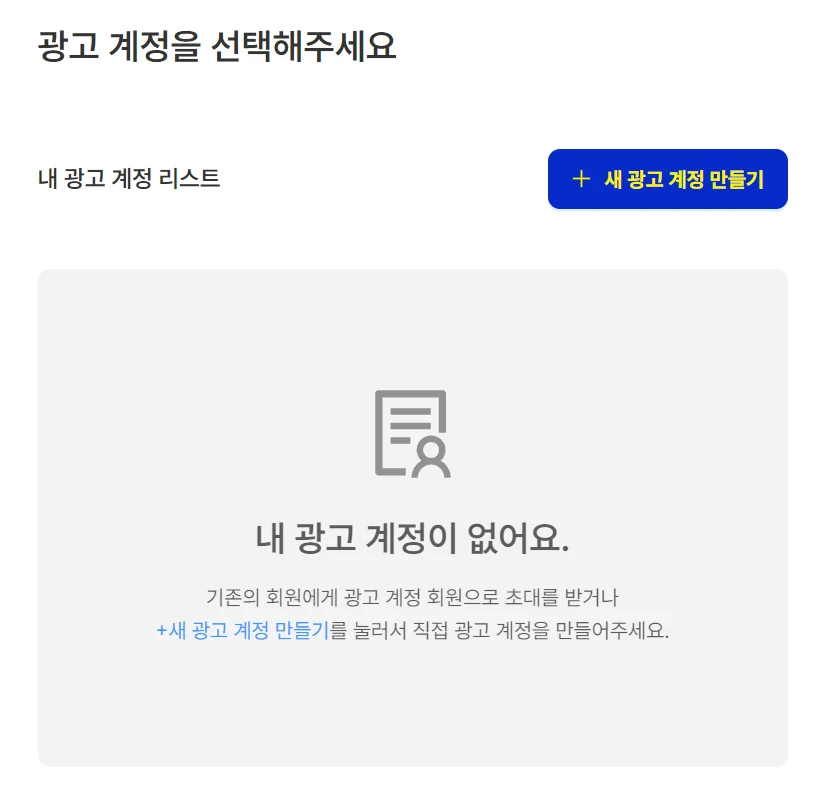 광고 계정을 선택해주세요
내 광고 계정 리스트
+ 새 광고 계정 만들기
내 광고 계정이 없어요.
기존의 회원에게 광고 계정 회원으로 초대를 받거나
+새 광고 계정 만들기를 눌러서 직접 광고 계정을 만들어주세요.